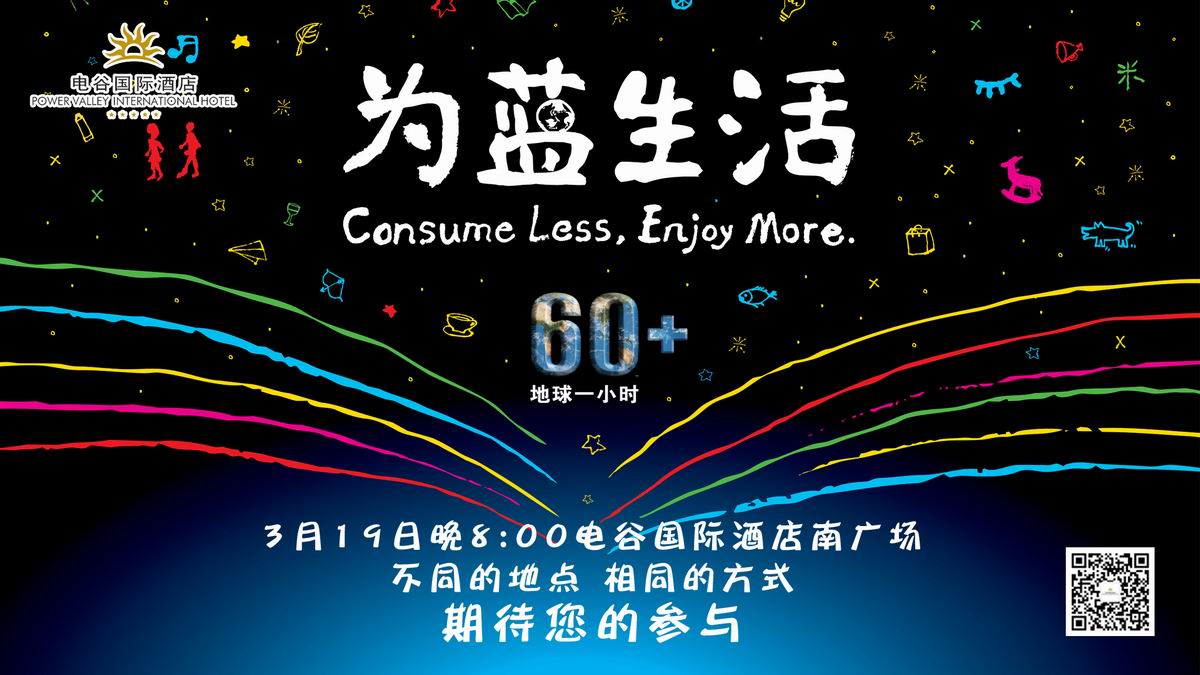 电谷国际酒店
POWER VALLEY INTERNATIONAL HOTEL
为蓝生活
Consume Less, Enjoy More.
60+
地球一小时
3月19日晚8:00电谷国际酒店南广场
不同的地点 相同的方式
期待您的参与